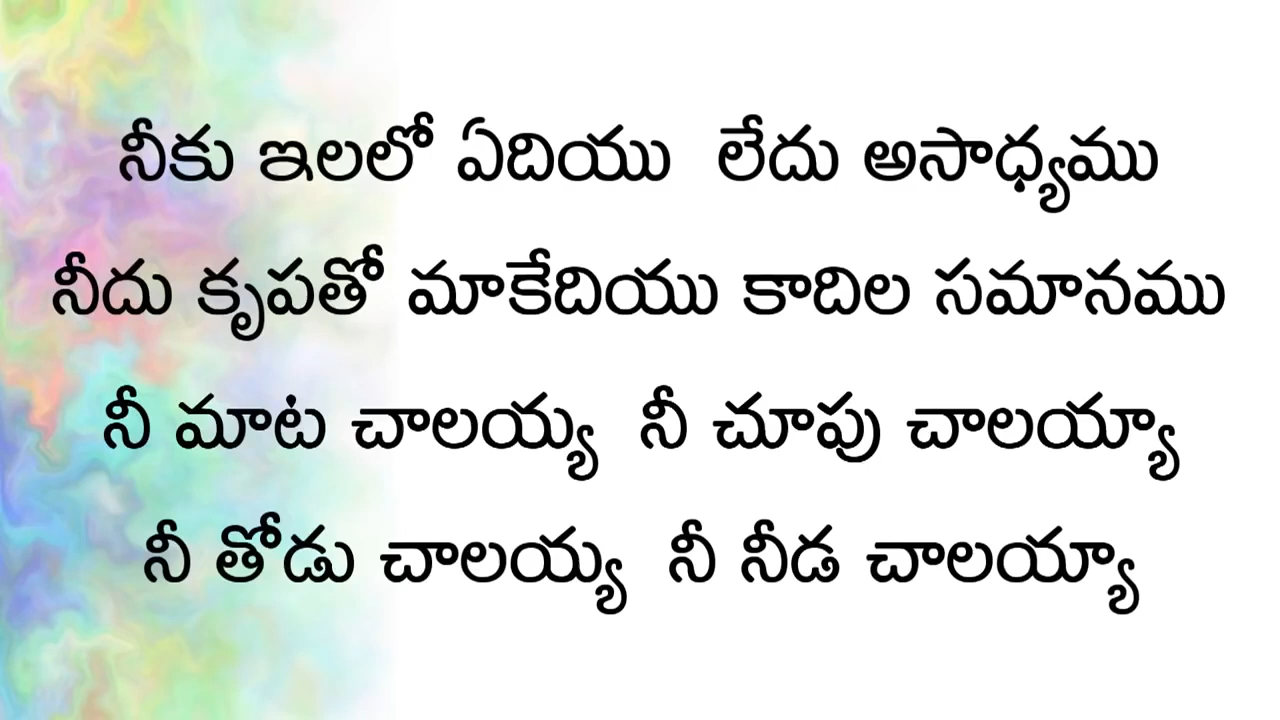 నీకు ఇలలో ఏదియు లేదు అసాధ్యము
నీదు కృపతో మాకేదియు కాదిల సమానము
నీ మాట చాలయ్య నీ చూపు చాలయ్యా
నీ తోడు చాలయ్య నీ నీడ చాలయ్యా